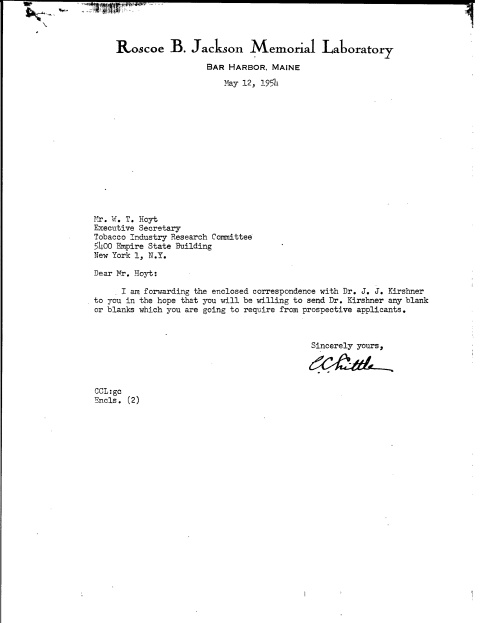 Roscoe B. Jackson Memorial Laboratory
BAR HARBOR, MAINE
May 12, 1954
Mr. W. T. Hoyt
Executive Secretary
Tobacco Industry Research Committee
5400 Empire State Building
New York 1, N.Y.
Dear Mr. Hoyt:
I am forwarding the enclosed correspondence with Dr. J. J. Kirshner
to you in the hope that you will be willing to send Dr. Kirshner any blank
or blanks which you are going to require from prospective applicants.
Sincerely yours,
CCLittle
CCL:gc
Encls. (2)